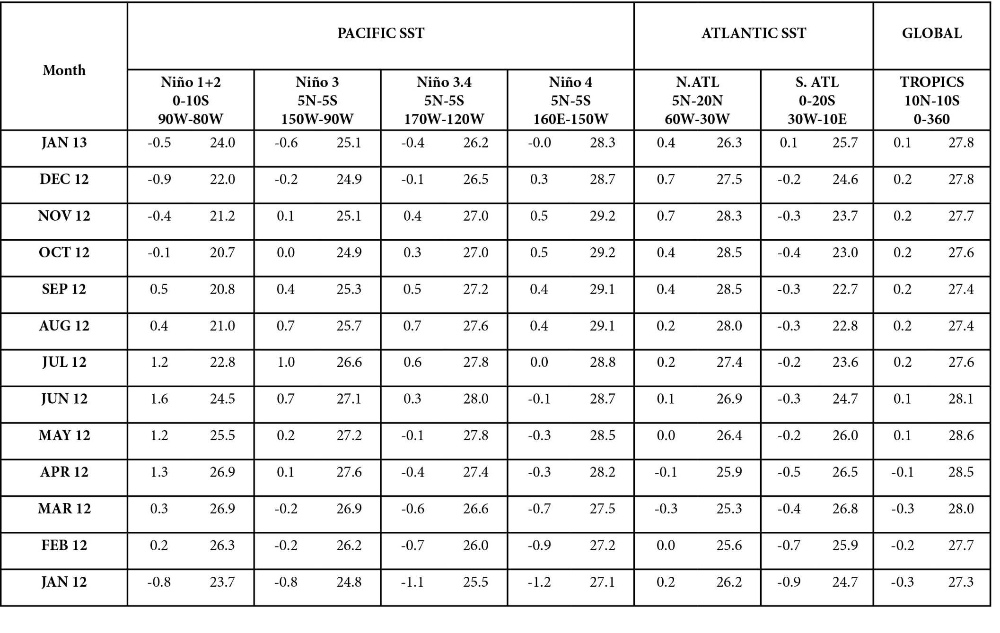 PACIFIC SST ATLANTIC SST GLOBAL
Month
Niño 1+2 Niño 3 Niño 3.4 Niño 4 N.ATL S. ATL TROPICS
0-10S 5N-5S 5N-5S 5N-5S 5N-20N 0-20S 10N-10S
90W-80W 150W-90W 170W-120W 160E-150W 60W-30W 30W-10E 0-360
JAN 13 -0.5 24.0 -0.6 25.1 -0.4 26.2 -0.0 28.3 0.4 26.3 0.1 25.7 0.1 27.8
DEC 12 -0.9 22.0 -0.2 24.9 -0.1 26.5 0.3 28.7 0.7 27.5 -0.2 24.6 0.2 27.8
NOV 12 -0.4 21.2 0.1 25.1 0.4 27.0 0.5 29.2 0.7 28.3 -0.3 23.7 0.2 27.7
OCT 12 -0.1 20.7 0.0 24.9 0.3 27.0 0.5 29.2 0.4 28.5 -0.4 23.0 0.2 27.6
SEP 12 0.5 20.8 0.4 25.3 0.5 27.2 0.4 29.1 0.4 28.5 -0.3 22.7 0.2 27.4
AUG 12 0.4 21.0 0.7 25.7 0.7 27.6 0.4 29.1 0.2 28.0 -0.3 22.8 0.2 27.4
JUL 12 1.2 22.8 1.0 26.6 0.6 27.8 0.0 28.8 0.2 27.4 -0.2 23.6 0.2 27.6
JUN 12 1.6 24.5 0.7 27.1 0.3 28.0 -0.1 28.7 0.1 26.9 -0.3 24.7 0.1 28.1
MAY 12 1.2 25.5 0.2 27.2 -0.1 27.8 -0.3 28.5 0.0 26.4 -0.2 26.0 0.1 28.6
APR 12 1.3 26.9 0.1 27.6 -0.4 27.4 -0.3 28.2 -0.1 25.9 -0.5 26.5 -0.1 28.5
MAR 12 0.3 26.9 -0.2 26.9 -0.6 26.6 -0.7 27.5 -0.3 25.3 -0.4 26.8 -0.3 28.0
FEB 12 0.2 26.3 -0.2 26.2 -0.7 26.0 -0.9 27.2 0.0 25.6 -0.7 25.9 -0.2 27.7
JAN 12 -0.8 23.7 -0.8 24.8 -1.1 25.5 -1.2 27.1 0.2 26.2 -0.9 24.7 -0.3 27.3